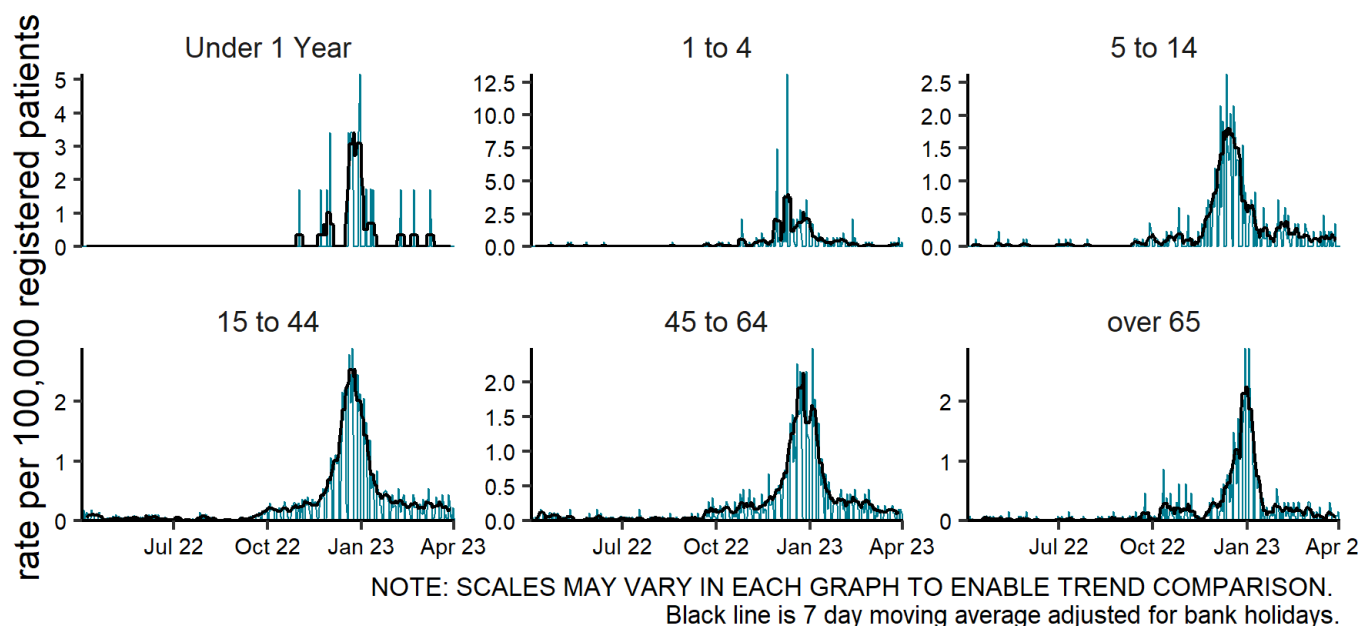 rate per 100,000 registered patients
Under 1 Year
5
4
3
2
1
0
1 to 4
12.5
10.0
7.5
5.0
2.5
0.0
5 to 14
2.5
2.0
1.5
1.0
0.5
0.0
15 to 44
2
1
0
Jul 22 Oct 22 Jan 23 Apr 23
45 to 64
2.0
1.5
1.0
0.5
0.0
Jul 22 Oct 22 Jan 23 Apr 23
over 65
2
1
0
Jul 22 Oct 22 Jan 23 Apr 2
NOTE: SCALES MAY VARY IN EACH GRAPH TO ENABLE TREND COMPARISON.
Black line is 7 day moving average adjusted for bank holidays.